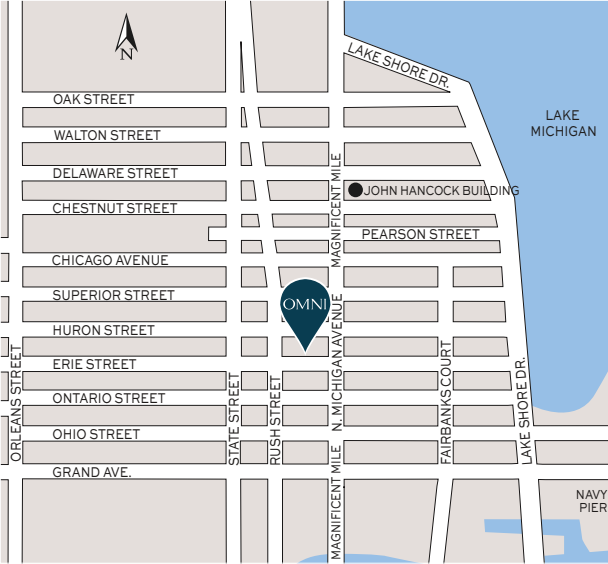 N
LAKE SHORE DR.
OAK STREET
LAKE
MICHIGAN
WALTON STREET
DELAWARE STREET
JOHN HANCOCK BUILDING
CHESTNUT STREET
MAGNIFICENT MILE
PEARSON STREET
CHICAGO AVENUE
SUPERIOR STREET
OMNI
HURON STREET
N. MICHIGAN AVENUE
ERIE STREET
ORLEANS STREET
STATE STREET
RUSH STREET
FAIRBANKS COURT
LAKE SHORE DR.
ONTARIO STREET
OHIO STREET
GRAND AVE.
MAGNIFICENT MILE
NAVY
PIER